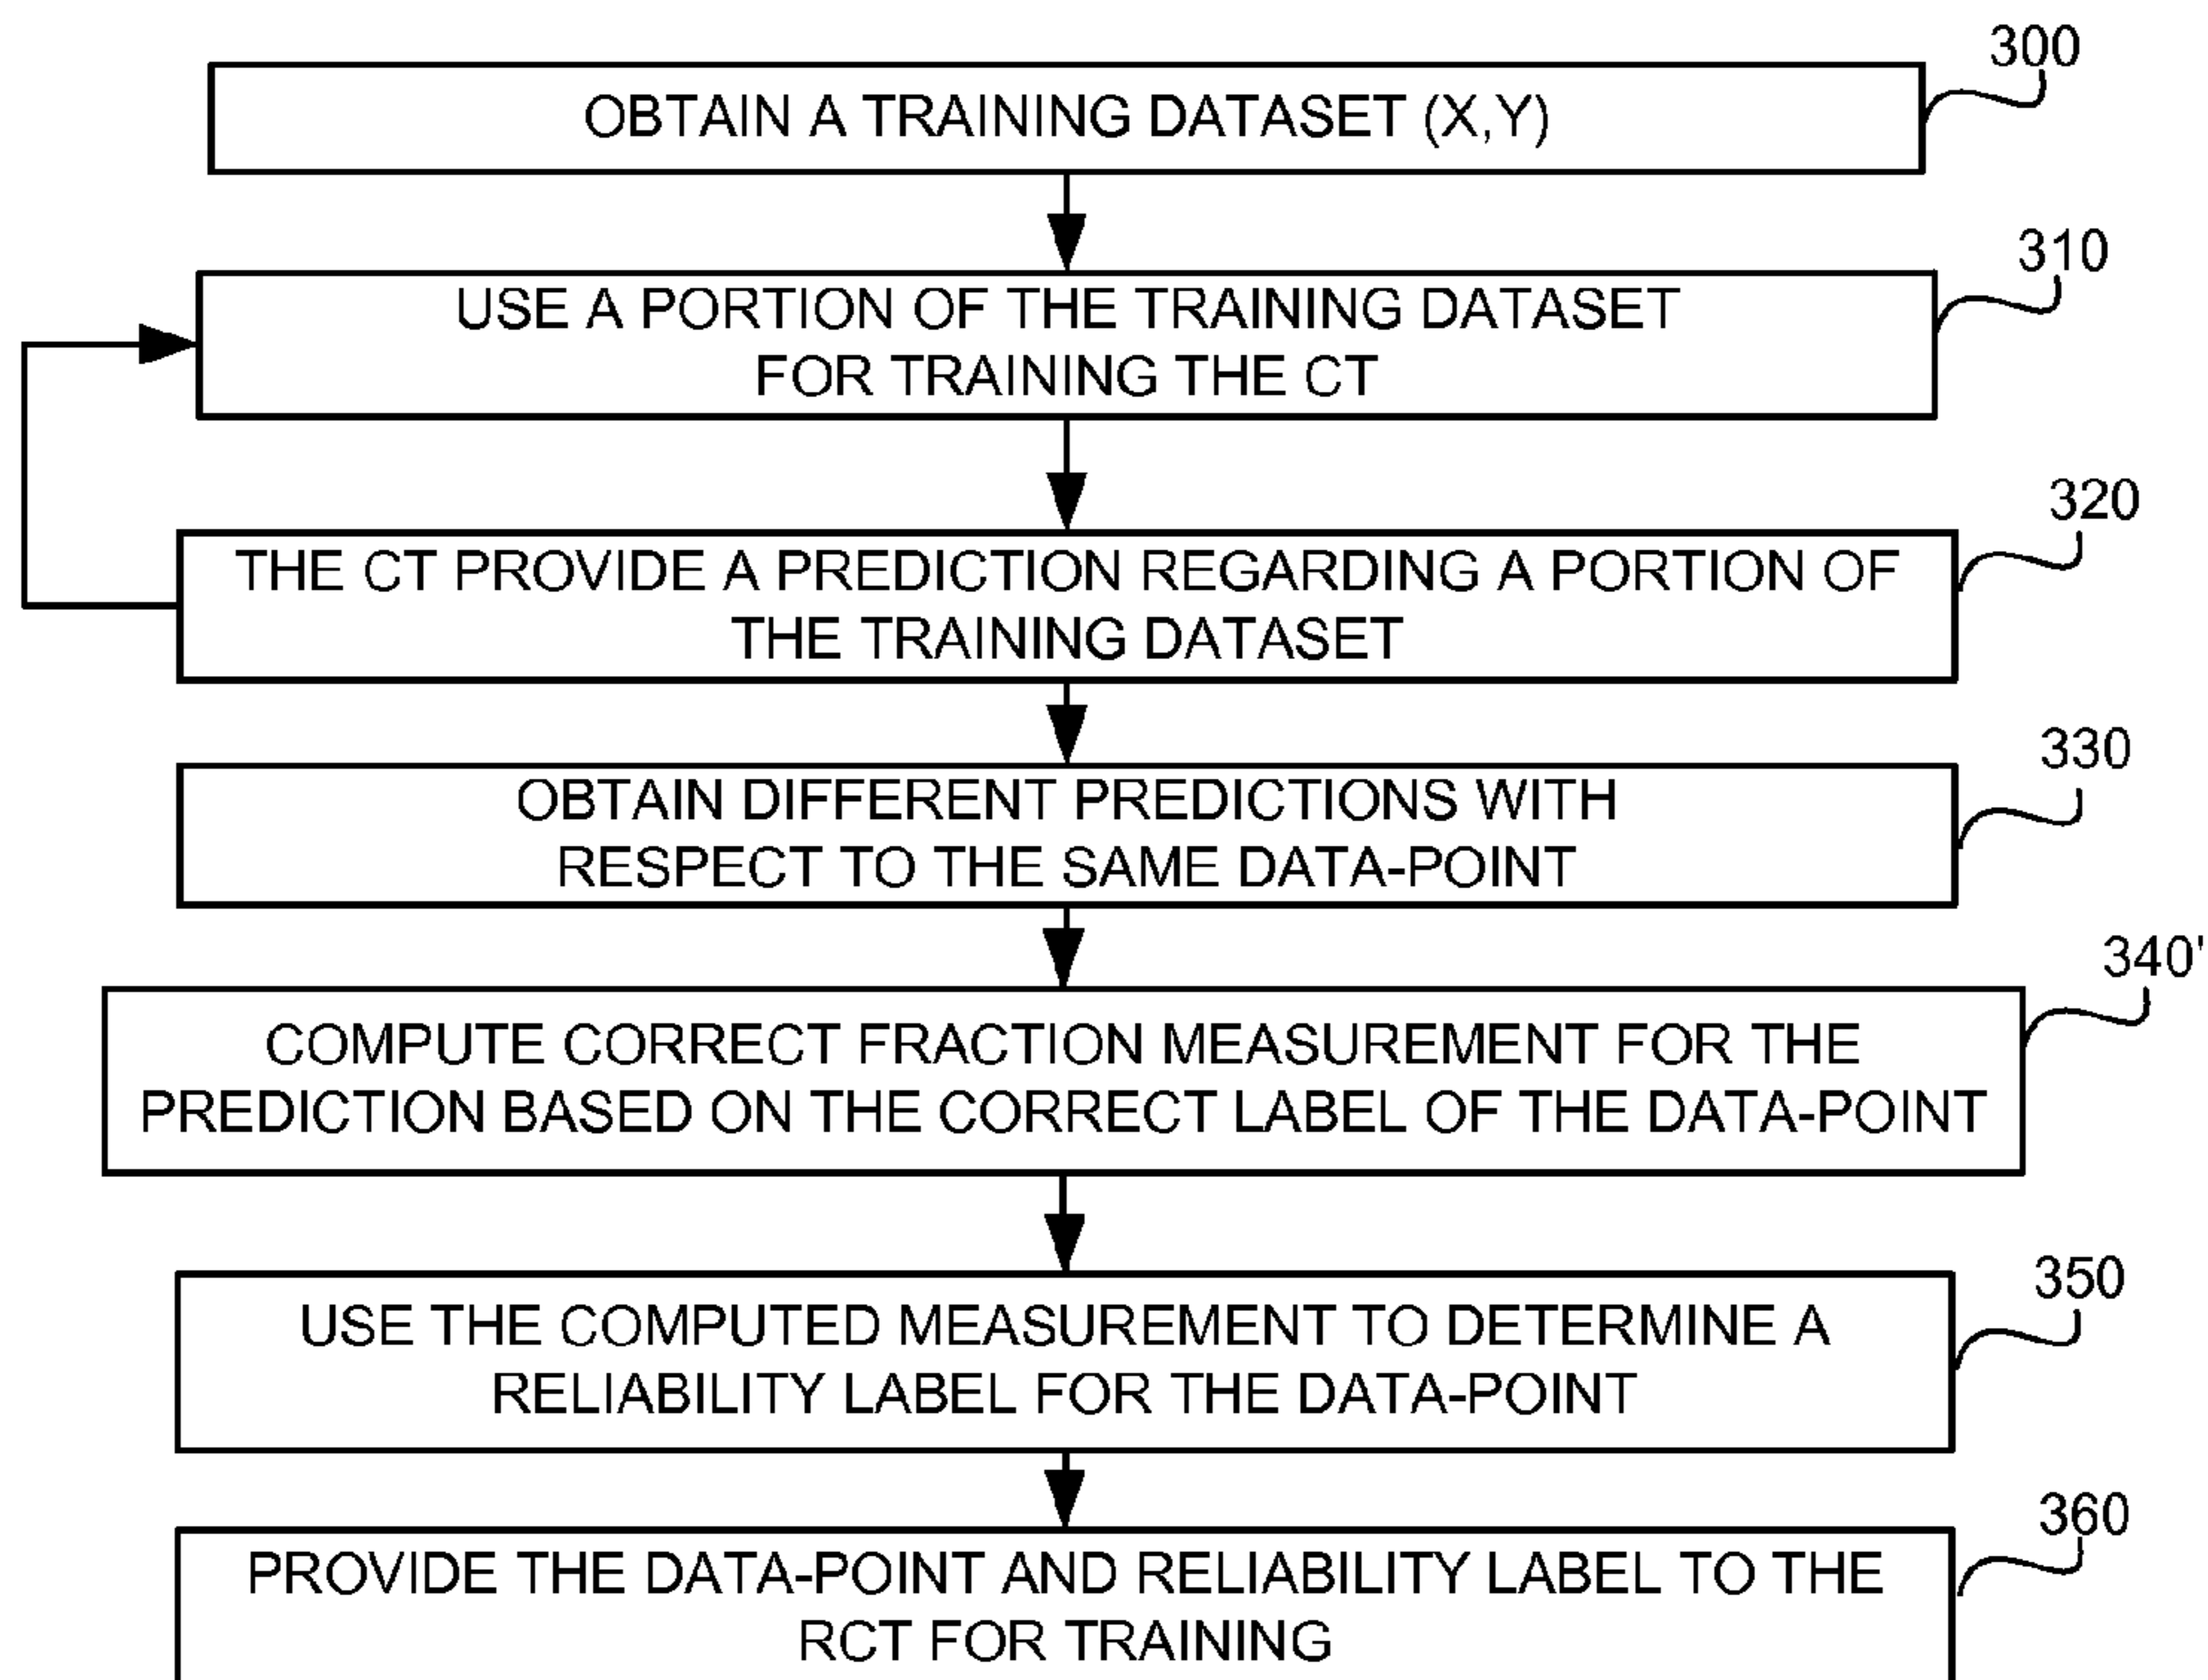 300
OBTAIN A TRAINING DATASET (X,Y)
310
USE A PORTION OF THE TRAINING DATASET
FOR TRAINING THE CT
320
THE CT PROVIDE A PREDICTION REGARDING A PORTION OF
THE TRAINING DATASET
330
OBTAIN DIFFERENT PREDICTIONS WITH
RESPECT TO THE SAME DATA-POINT
340'
COMPUTE CORRECT FRACTION MEASUREMENT FOR THE
PREDICTION BASED ON THE CORRECT LABEL OF THE DATA-POINT
350
USE THE COMPUTED MEASUREMENT TO DETERMINE A
RELIABILITY LABEL FOR THE DATA-POINT
360
PROVIDE THE DATA-POINT AND RELIABILITY LABEL TO THE
RCT FOR TRAINING